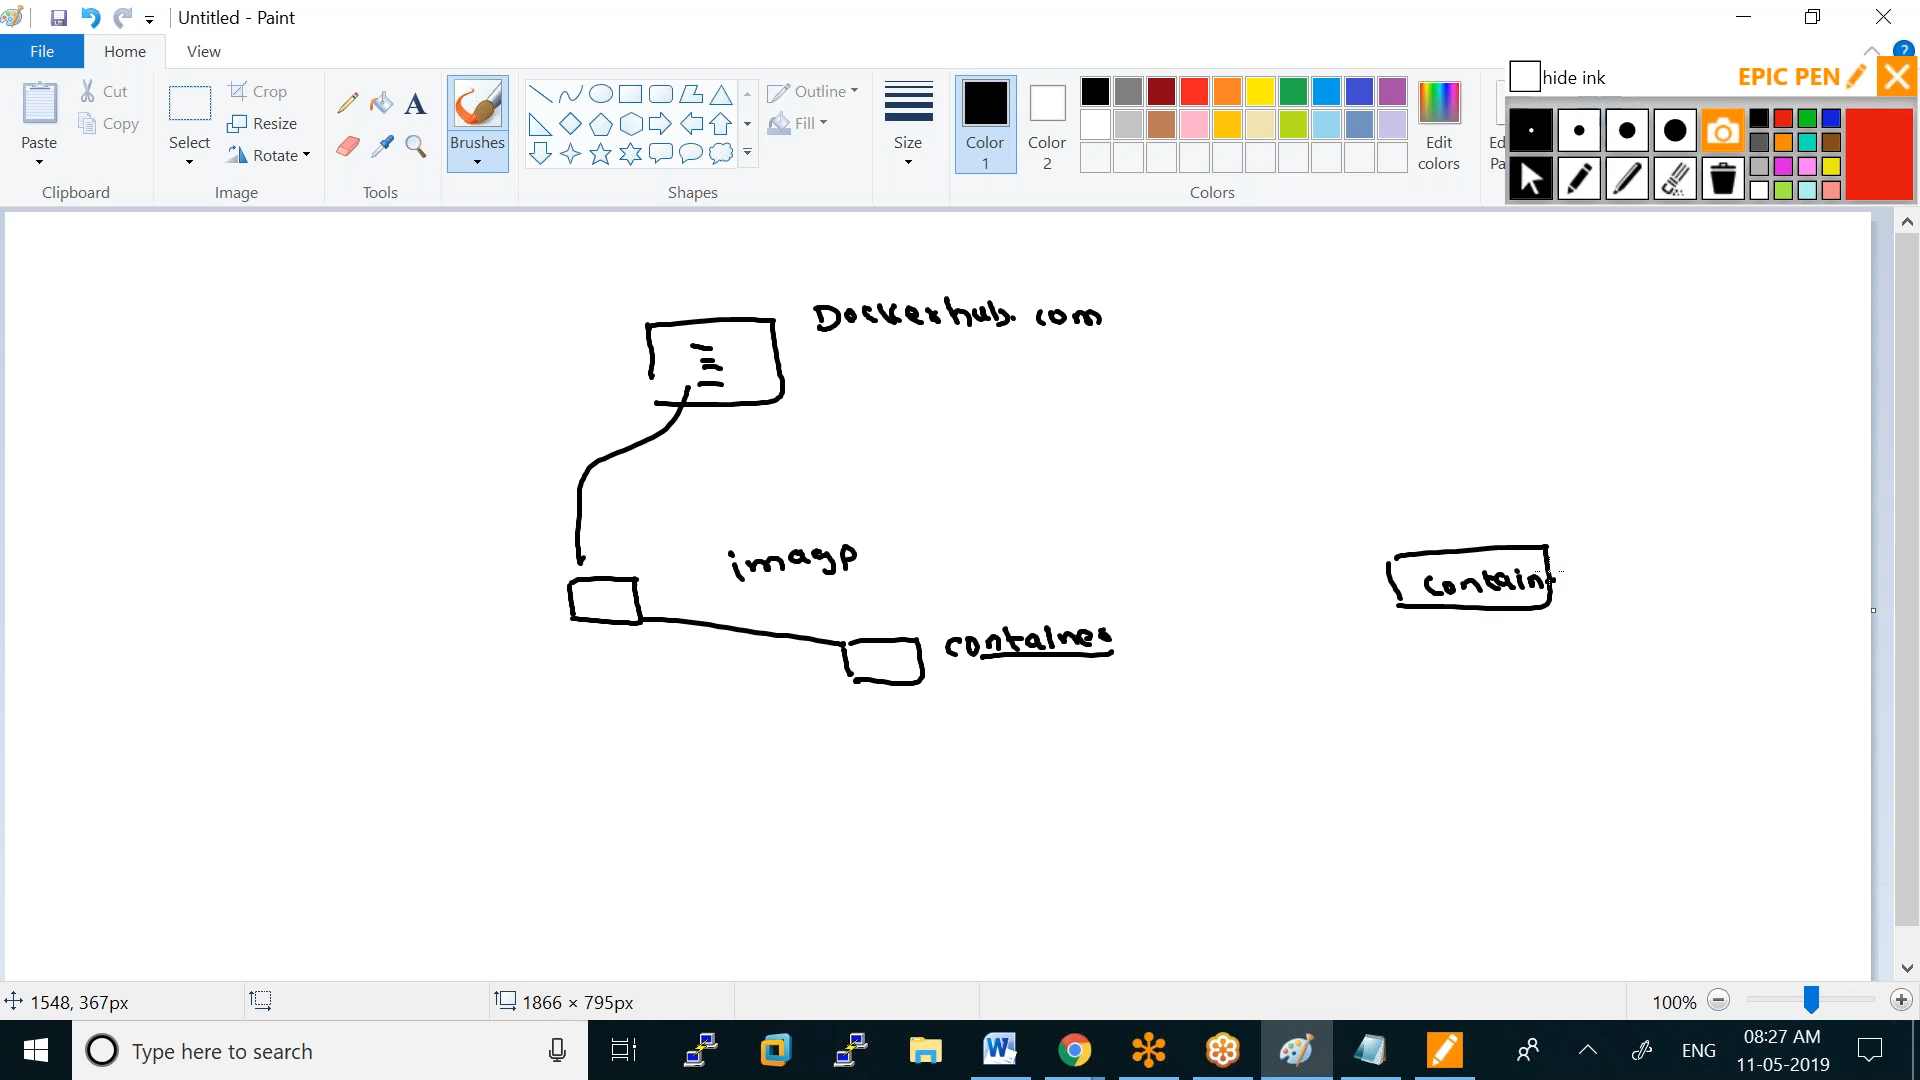 Untitled - Paint
File Home View
hide ink EPIC PEN
Paste Cut Copy
Select Crop Resize Rotate
Brushes
Outline
Fill
Size
Color 1
Color 2
Edit colors
Clipboard Image Tools Shapes Colors
Dockerhub.com
image
contain
container
1548, 367px 1866 × 795px 100%
Type here to search ENG 08:27 AM
11-05-2019